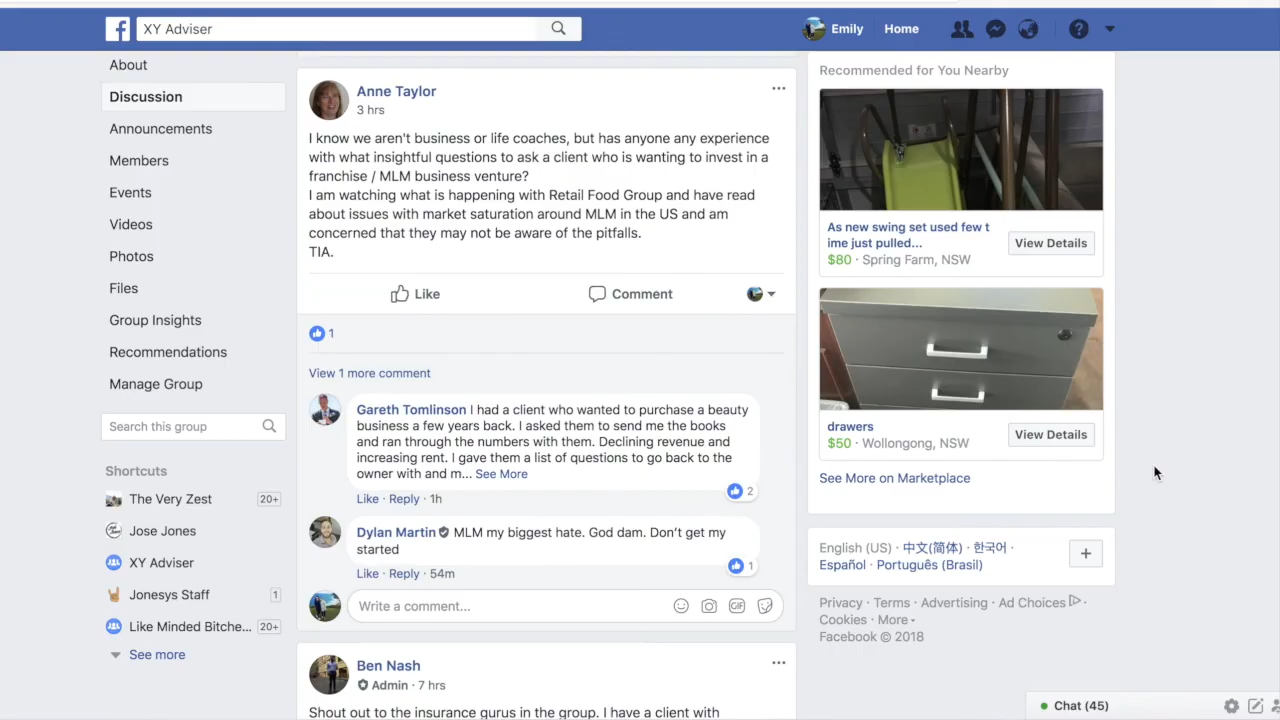 XY Adviser
Emily
Home
About
Discussion
Announcements
Members
Events
Videos
Photos
Files
Group Insights
Recommendations
Manage Group
Search this group
Shortcuts
The Very Zest 20+
Jose Jones
XY Adviser
Jonesys Staff 1
Like Minded Bitche... 20+
See more
Anne Taylor
3 hrs
I know we aren't business or life coaches, but has anyone any experience
with what insightful questions to ask a client who is wanting to invest in a
franchise / MLM business venture?
I am watching what is happening with Retail Food Group and have read
about issues with market saturation around MLM in the US and am
concerned that they may not be aware of the pitfalls.
TIA.
Like
Comment
1
View 1 more comment
Gareth Tomlinson I had a client who wanted to purchase a beauty
business a few years back. I asked them to send me the books
and ran through the numbers with them. Declining revenue and
increasing rent. I gave them a list of questions to go back to the
owner with and m... See More
2
Like · Reply · 1h
Dylan Martin MLM my biggest hate. God dam. Don't get my
started
1
Like · Reply · 54m
Write a comment...
GIF
Ben Nash
Admin · 7 hrs
Shout out to the insurance gurus in the group. I have a client with
Recommended for You Nearby
As new swing set used few t
ime just pulled...
$80 · Spring Farm, NSW
View Details
drawers
$50 · Wollongong, NSW
View Details
See More on Marketplace
English (US) · 中文(简体) · 한국어 ·
Español · Português (Brasil)
Privacy · Terms · Advertising · Ad Choices ·
Cookies · More
Facebook © 2018
Chat (45)